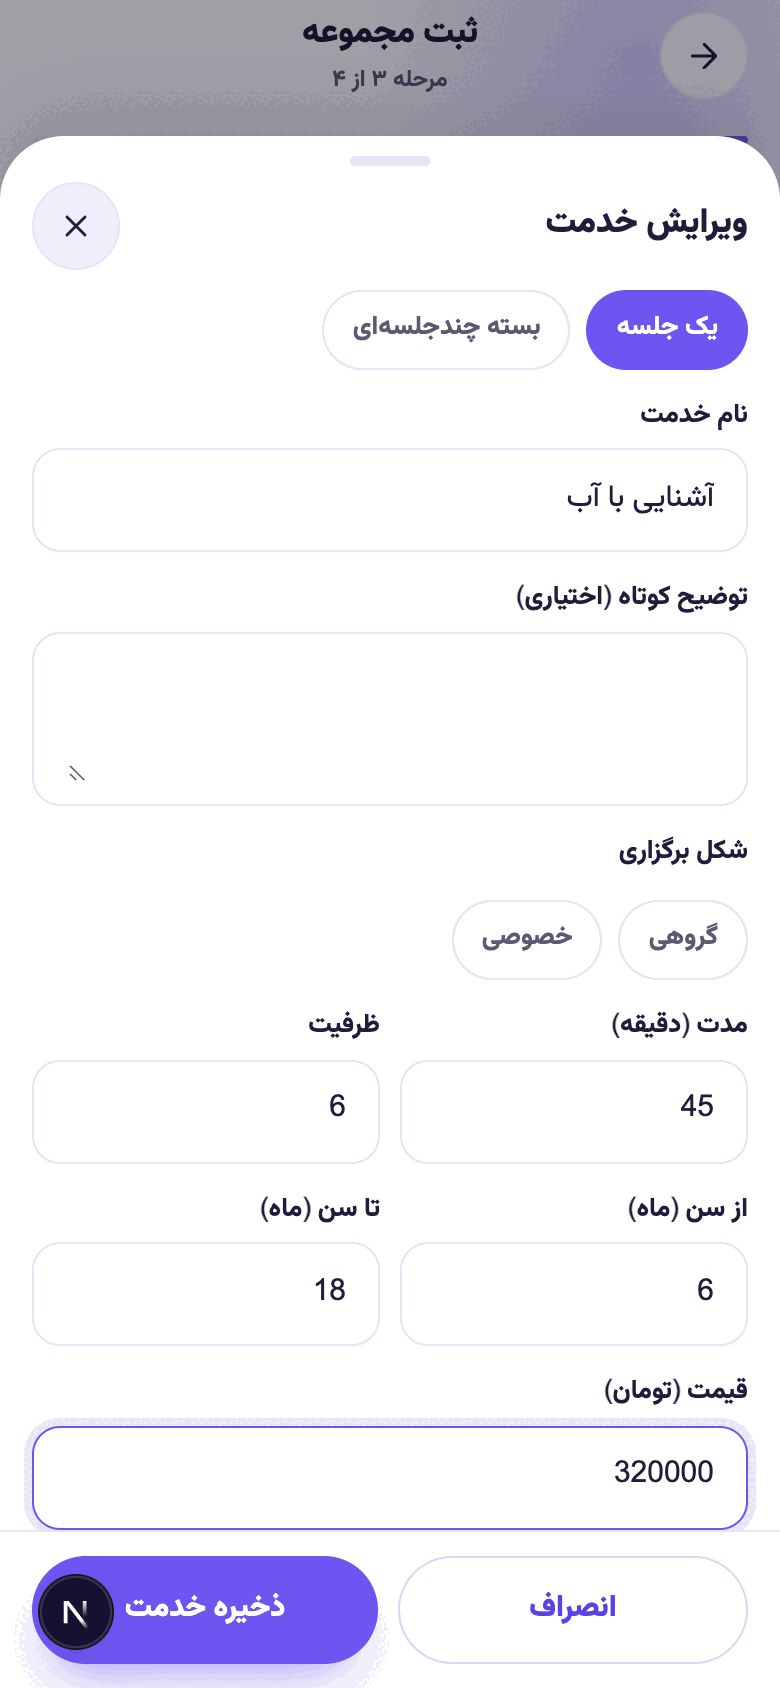 ثبت مجموعه
مرحله ۳ از ۴
ویرایش خدمت
یک جلسه
بسته چندجلسه‌ای
نام خدمت
آشنایی با آب
توضیح کوتاه (اختیاری)
شکل برگزاری
گروهی
خصوصی
مدت (دقیقه)
ظرفیت
45
6
از سن (ماه)
تا سن (ماه)
6
18
قیمت (تومان)
320000
انصراف
ذخیره خدمت
N